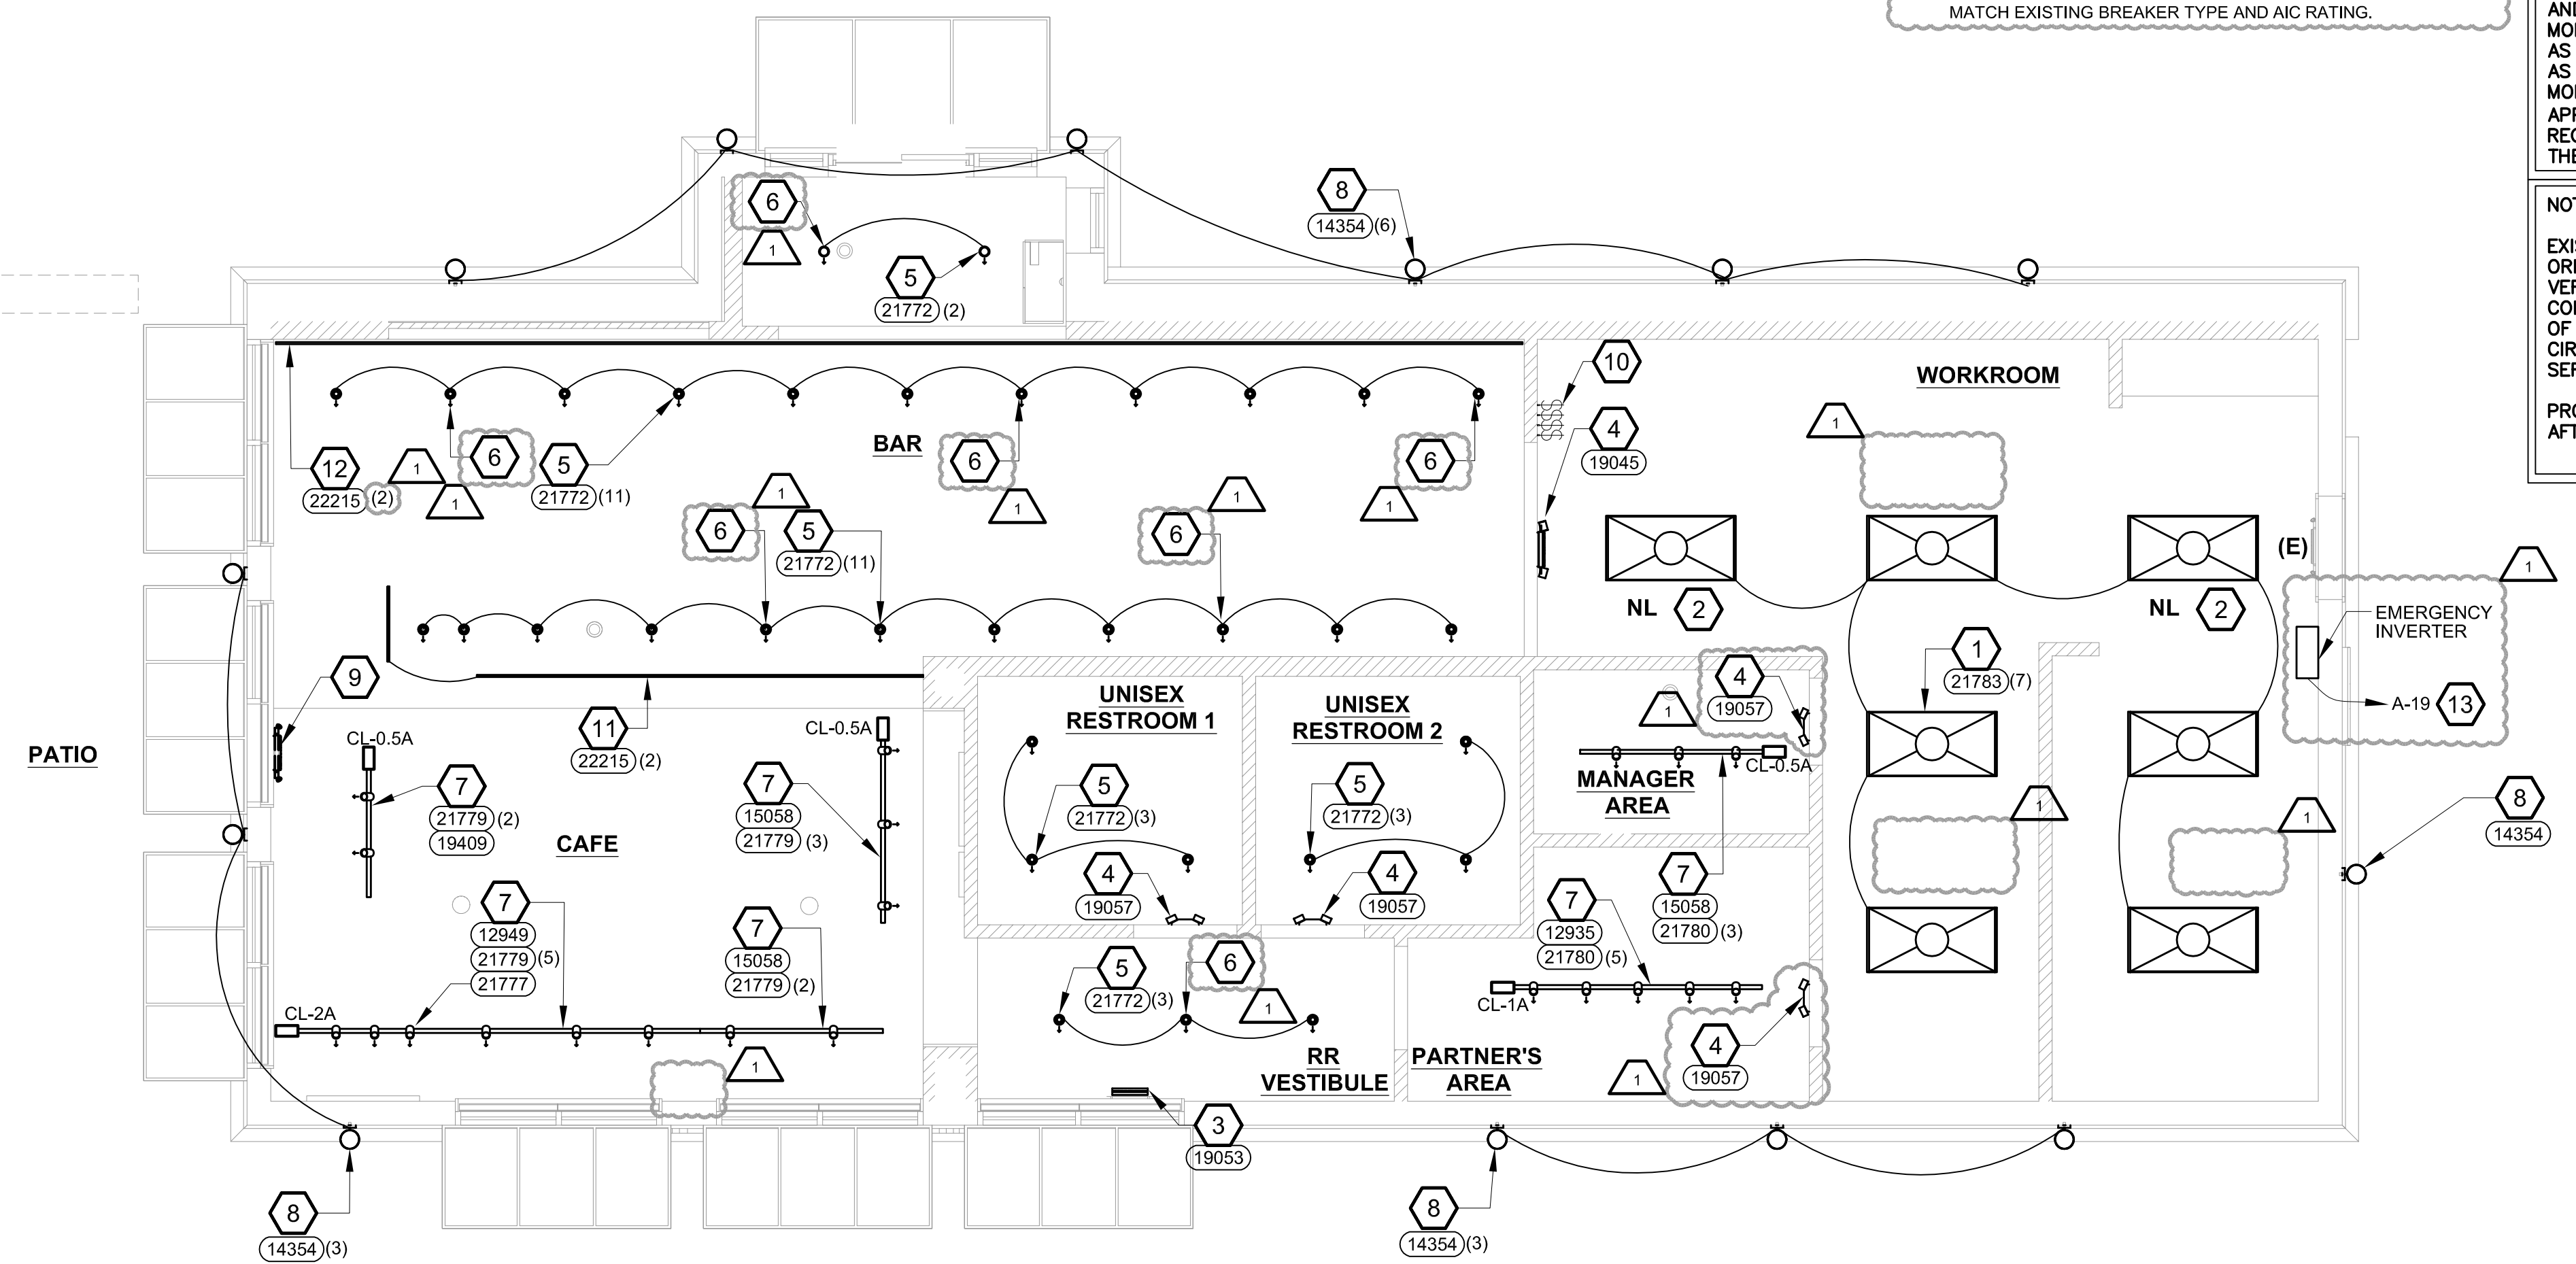 MATCH EXISTING BREAKER TYPE AND AIC RATING.
MO
AS
AS
MO
THE
6
1
5
21772 (2)
8
14354 (6)
10
4
19045
WORKROOM
1
BAR
12
22215 (2)
1
1
6
5
21772 (11)
6
1
5
21772 (11)
6
1
6
1
6
1
NL
2
NL
2
(E)
1
EMERGENCY
INVERTER
A-19
13
1
21783 (7)
9
11
22215 (2)
UNISEX
RESTROOM 1
UNISEX
RESTROOM 2
4
19057
1
CL-0.5A
MANAGER
AREA
PATIO
CL-0.5A
7
21779 (2)
19409
CAFE
CL-0.5A
7
15058
21779 (3)
5
21772 (3)
5
21772 (3)
4
19057
4
19057
1
1
8
14354
7
12949
21779 (5)
21777
7
15058
21779 (2)
7
12935
21780 (5)
7
15058
21780 (3)
CL-2A
5
21772 (3)
6
1
CL-1A
RR
VESTIBULE
PARTNER'S
AREA
4
19057
1
1
3
19053
8
14354 (3)
8
14354 (3)